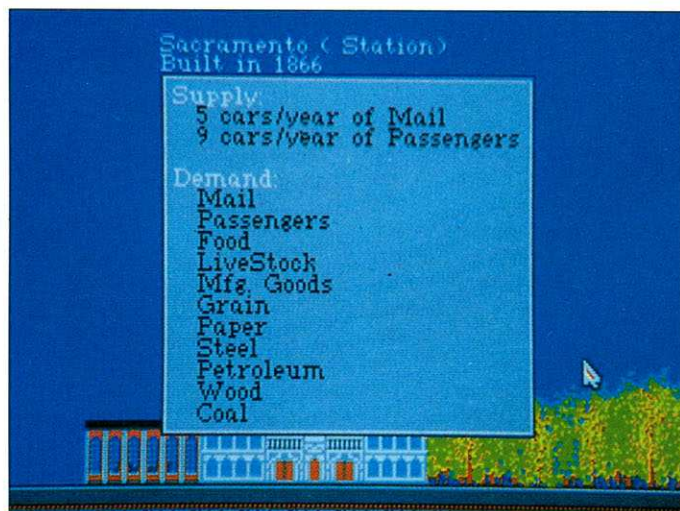 Sacramento ( Station)
Built in 1866
Supply:
5 cars/year of Mail
9 cars/year of Passengers
Demand:
Mail
Passengers
Food
LiveStock
Mfg. Goods
Grain
Paper
Steel
Petroleum
Wood
Coal